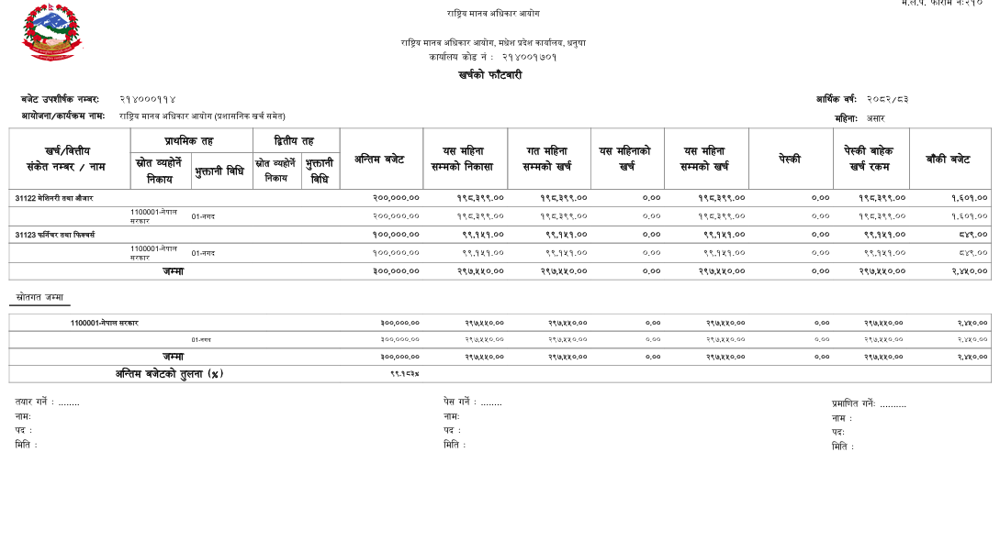 म.ले.प. फारम नं:२१०
राष्ट्रिय मानव अधिकार आयोग
राष्ट्रिय मानव अधिकार आयोग, मधेश प्रदेश कार्यालय, धनुषा
कार्यालय कोड नं : २१४००१७०१
खर्चको फाँटबारी
बजेट उपशीर्षक नम्बर: २१४०००११४ आर्थिक वर्ष: २०८२/८३
आयोजना/कार्यक्रम नाम: राष्ट्रिय मानव अधिकार आयोग (प्रशासनिक खर्च समेत) महिना: असार
खर्च/वित्तीय संकेत नम्बर / नाम प्राथमिक तह द्वितीय तह अन्तिम बजेट यस महिना सम्मको निकासा गत महिना सम्मको खर्च यस महिनाको खर्च यस महिना सम्मको खर्च पेस्की पेस्की बाहेक खर्च रकम बाँकी बजेट
स्रोत व्यहोर्ने निकाय भुक्तानी विधि स्रोत व्यहोर्ने निकाय भुक्तानी विधि
31122 मेशिनरी तथा औजार २००,०००.०० १९८,३९९.०० १९८,३९९.०० ०.०० १९८,३९९.०० ०.०० १९८,३९९.०० १,६०१.००
1100001-नेपाल सरकार 01-नगद २००,०००.०० १९८,३९९.०० १९८,३९९.०० ०.०० १९८,३९९.०० ०.०० १९८,३९९.०० १,६०१.००
31123 फर्निचर तथा फिक्चर्स १००,०००.०० ९९,१५१.०० ९९,१५१.०० ०.०० ९९,१५१.०० ०.०० ९९,१५१.०० ८४९.००
1100001-नेपाल सरकार 01-नगद १००,०००.०० ९९,१५१.०० ९९,१५१.०० ०.०० ९९,१५१.०० ०.०० ९९,१५१.०० ८४९.००
जम्मा ३००,०००.०० २९७,५५०.०० २९७,५५०.०० ०.०० २९७,५५०.०० ०.०० २९७,५५०.०० २,४५०.००
स्रोतगत जम्मा
1100001-नेपाल सरकार ३००,०००.०० २९७,५५०.०० २९७,५५०.०० ०.०० २९७,५५०.०० ०.०० २९७,५५०.०० २,४५०.००
01-नगद ३००,०००.०० २९७,५५०.०० २९७,५५०.०० ०.०० २९७,५५०.०० ०.०० २९७,५५०.०० २,४५०.००
जम्मा ३००,०००.०० २९७,५५०.०० २९७,५५०.०० ०.०० २९७,५५०.०० ०.०० २९७,५५०.०० २,४५०.००
अन्तिम बजेटको तुलना (%) ९९.१८३%
तयार गर्ने : ........ पेस गर्ने : ........ प्रमाणित गर्ने: ..........
नाम: नाम: नाम :
पद : पद : पद:
मिति : मिति : मिति :